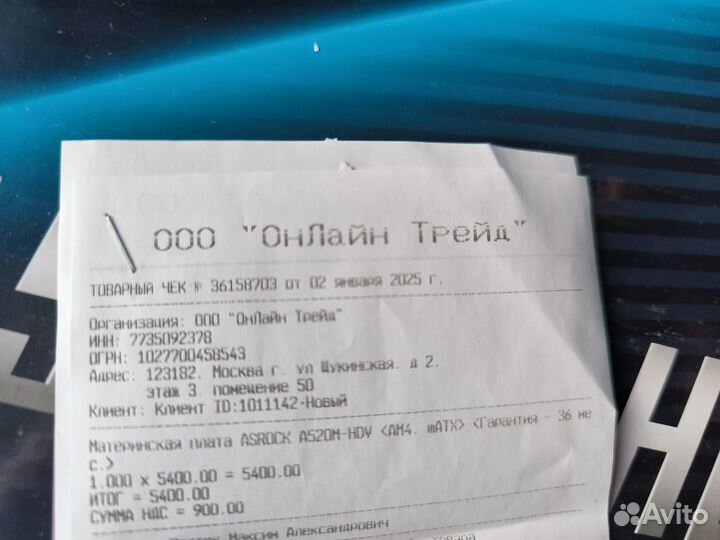 ООО "ОнЛайн Трейд"
ТОВАРНЫЙ ЧЕК № 36158703 от 02 января 2025 г.
Организация: ООО "ОнЛайн Трейд"
ИНН: 7735092378
ОГРН: 1027700458543
Адрес: 123182. Москва г. ул Щукинская. д 2.
этаж 3. помещение 50
Клиент: Клиент ID:1011142-Новый
Материнская плата ASROCK A520M-HDV <AM4. mATX> <Гарантия - 36 ме
с.>
1.000 x 5400.00 = 5400.00
ИТОГ = 5400.00
СУММА НДС = 900.00
Максим Александрович
товара
Avito